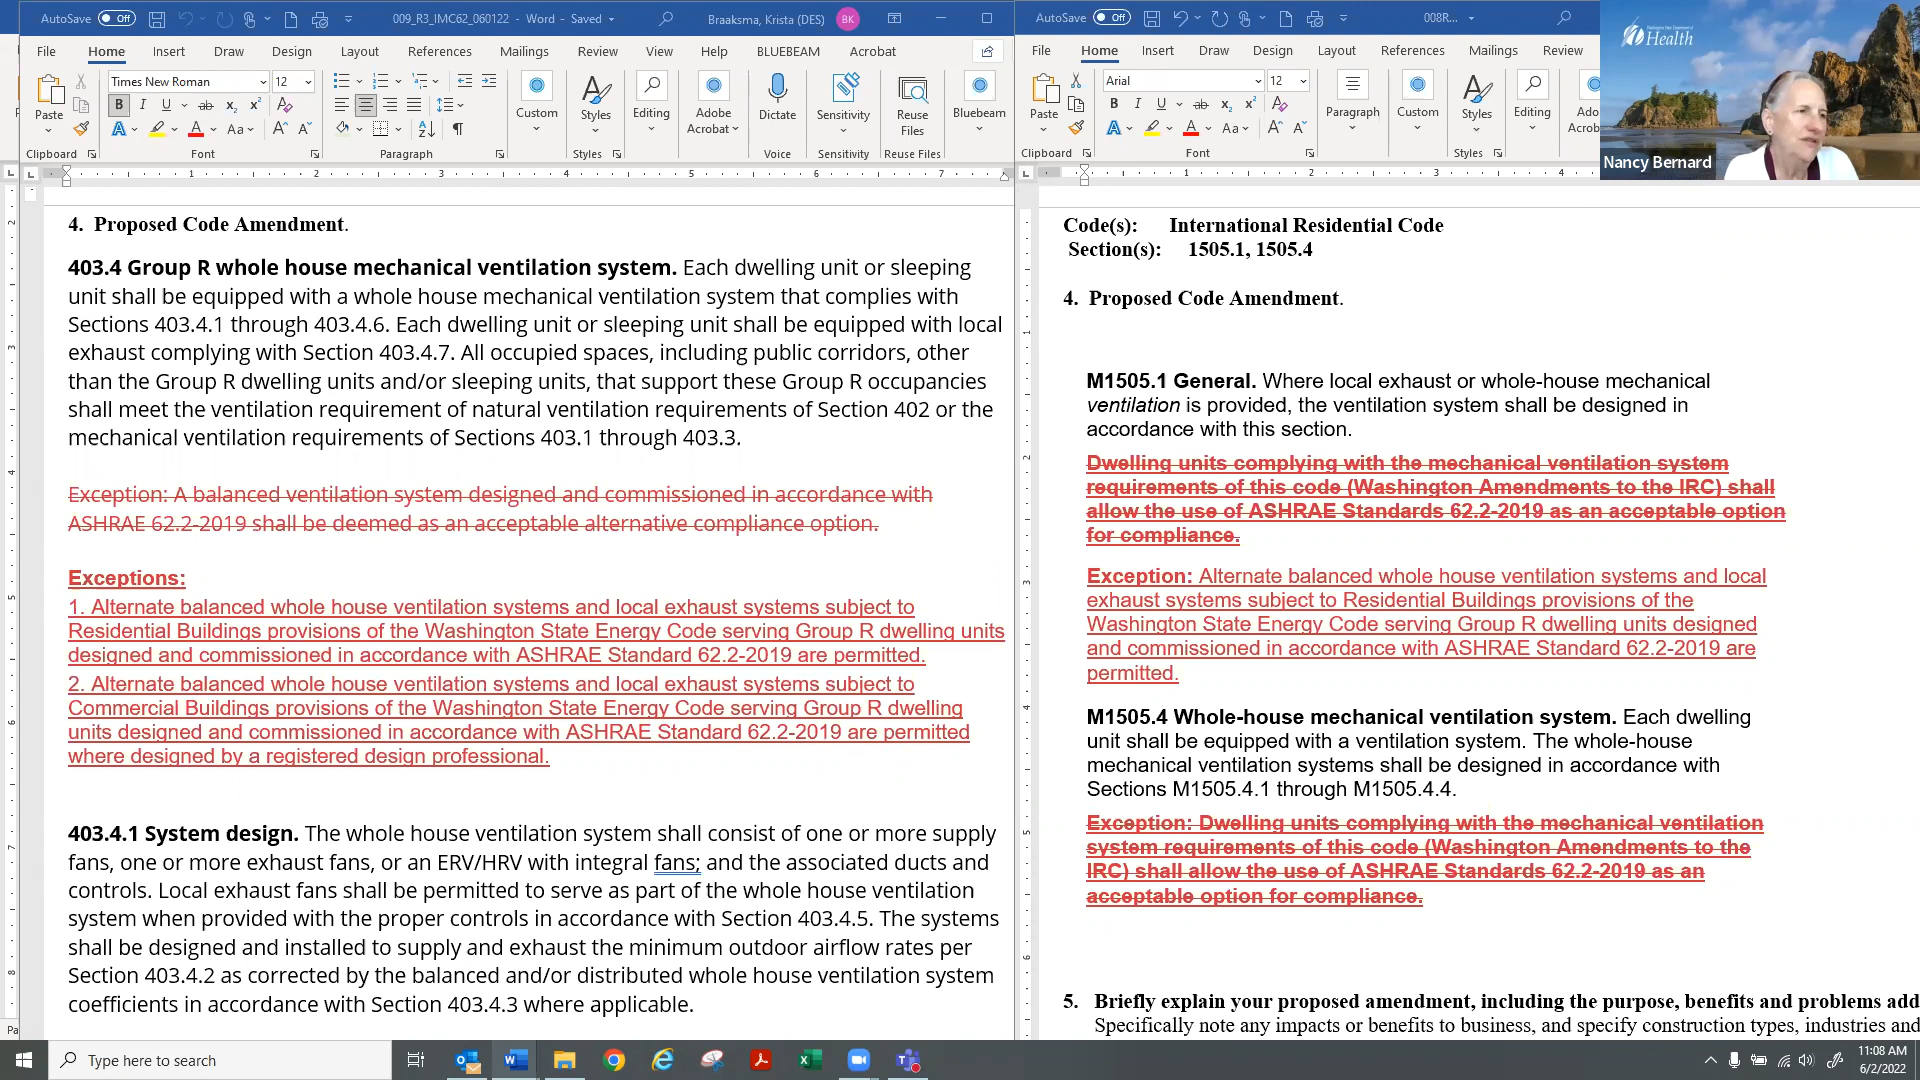 AutoSave Off 009_R3_IMC62_060122 - Word - Saved Braaksma, Krista (DES) BK
File Home Insert Draw Design Layout References Mailings Review View Help BLUEBEAM Acrobat
Times New Roman 12
Paste Custom Styles Editing Adobe Acrobat Dictate Sensitivity Reuse Files Bluebeam
Clipboard Font Paragraph Styles Voice Sensitivity Reuse Files
4. Proposed Code Amendment.
403.4 Group R whole house mechanical ventilation system. Each dwelling unit or sleeping
unit shall be equipped with a whole house mechanical ventilation system that complies with
Sections 403.4.1 through 403.4.6. Each dwelling unit or sleeping unit shall be equipped with local
exhaust complying with Section 403.4.7. All occupied spaces, including public corridors, other
than the Group R dwelling units and/or sleeping units, that support these Group R occupancies
shall meet the ventilation requirement of natural ventilation requirements of Section 402 or the
mechanical ventilation requirements of Sections 403.1 through 403.3.
Exception: A balanced ventilation system designed and commissioned in accordance with
ASHRAE 62.2-2019 shall be deemed as an acceptable alternative compliance option.
Exceptions:
1. Alternate balanced whole house ventilation systems and local exhaust systems subject to
Residential Buildings provisions of the Washington State Energy Code serving Group R dwelling units
designed and commissioned in accordance with ASHRAE Standard 62.2-2019 are permitted.
2. Alternate balanced whole house ventilation systems and local exhaust systems subject to
Commercial Buildings provisions of the Washington State Energy Code serving Group R dwelling
units designed and commissioned in accordance with ASHRAE Standard 62.2-2019 are permitted
where designed by a registered design professional.
403.4.1 System design. The whole house ventilation system shall consist of one or more supply
fans, one or more exhaust fans, or an ERV/HRV with integral fans; and the associated ducts and
controls. Local exhaust fans shall be permitted to serve as part of the whole house ventilation
system when provided with the proper controls in accordance with Section 403.4.5. The systems
shall be designed and installed to supply and exhaust the minimum outdoor airflow rates per
Section 403.4.2 as corrected by the balanced and/or distributed whole house ventilation system
coefficients in accordance with Section 403.4.3 where applicable.
AutoSave Off 008R...
File Home Insert Draw Design Layout References Mailings Review
Arial 12
Paste Paragraph Custom Styles Editing Adobe Acroba
Clipboard Font Styles
Health
Nancy Bernard
Code(s): International Residential Code
Section(s): 1505.1, 1505.4
4. Proposed Code Amendment.
M1505.1 General. Where local exhaust or whole-house mechanical
ventilation is provided, the ventilation system shall be designed in
accordance with this section.
Dwelling units complying with the mechanical ventilation system
requirements of this code (Washington Amendments to the IRC) shall
allow the use of ASHRAE Standards 62.2-2019 as an acceptable option
for compliance.
Exception: Alternate balanced whole house ventilation systems and local
exhaust systems subject to Residential Buildings provisions of the
Washington State Energy Code serving Group R dwelling units designed
and commissioned in accordance with ASHRAE Standard 62.2-2019 are
permitted.
M1505.4 Whole-house mechanical ventilation system. Each dwelling
unit shall be equipped with a ventilation system. The whole-house
mechanical ventilation systems shall be designed in accordance with
Sections M1505.4.1 through M1505.4.4.
Exception: Dwelling units complying with the mechanical ventilation
system requirements of this code (Washington Amendments to the
IRC) shall allow the use of ASHRAE Standards 62.2-2019 as an
acceptable option for compliance.
5. Briefly explain your proposed amendment, including the purpose, benefits and problems add
Specifically note any impacts or benefits to business, and specify construction types, industries and
Type here to search
11:08 AM
6/2/2022